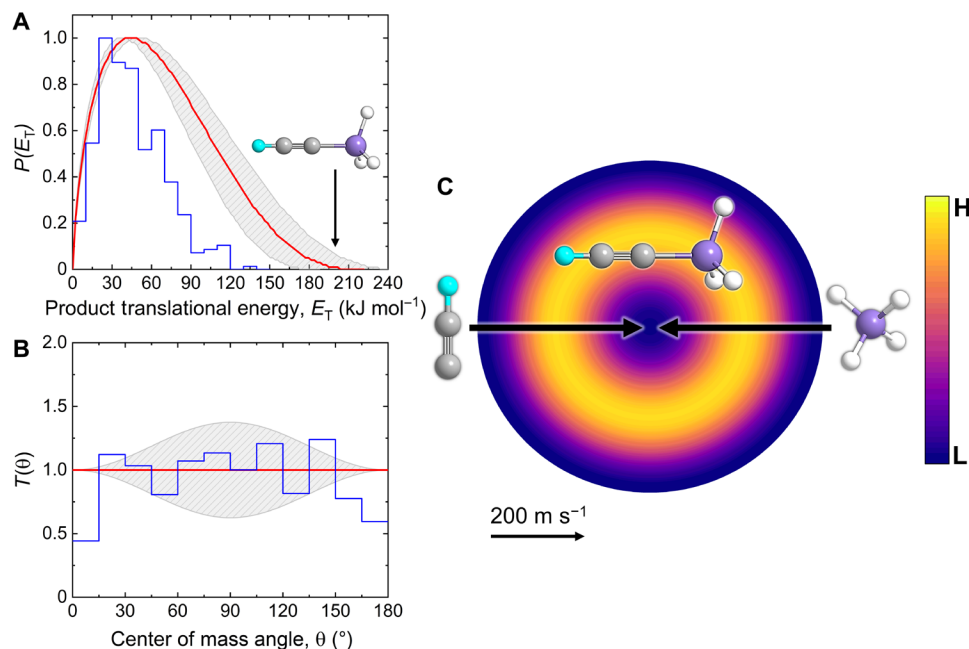 A
1.0
0.8
0.6
0.4
0.2
0
P(E_T)
0 30 60 90 120 150 180 210 240
Product translational energy, E_T (kJ mol⁻¹)
B
2.0
1.5
1.0
0.5
0
T(θ)
0 30 60 90 120 150 180
Center of mass angle, θ (°)
C
200 m s⁻¹
H
L